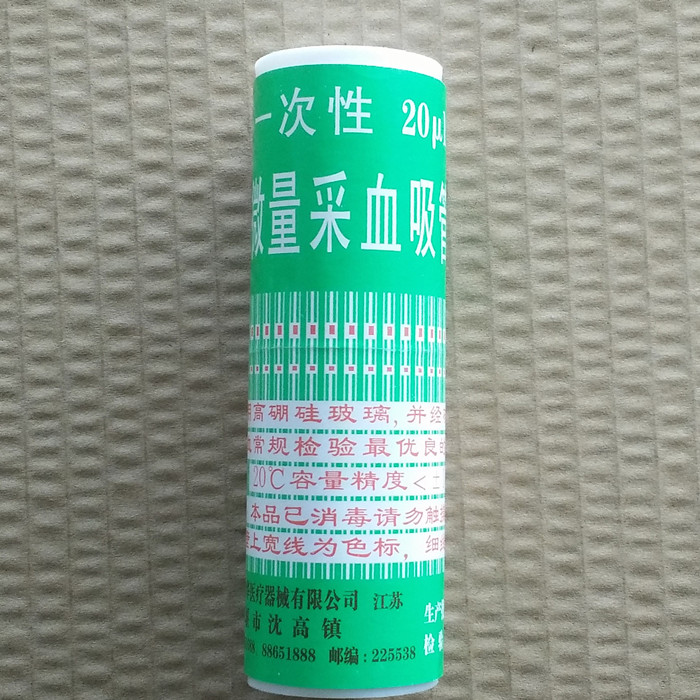 一次性 20μ
微量采血吸管
用高硼硅玻璃,并经
常规检验最优良的
20℃容量精度<
本品已消毒请勿触
上宽线为色标,细
医疗器械有限公司 江苏
市沈高镇
88651888 邮编:225538
生产
检